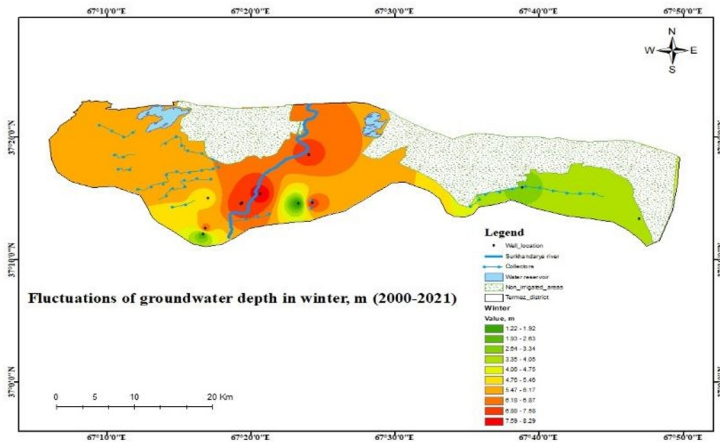 67°10'0"E 67°20'0"E 67°30'0"E 67°40'0"E 67°50'0"E
N
W E
S
37°20'0"N
37°10'0"N
37°0'0"N
Legend
Well_location
Surkhandarya river
Collectors
Water reservoir
Non_irrigated_areas
Termez_district
Winter
Value, m
1.22 - 1.92
1.93 - 2.63
2.64 - 3.34
3.35 - 4.05
4.06 - 4.75
4.76 - 5.46
5.47 - 6.17
6.18 - 6.87
6.88 - 7.58
7.59 - 8.29
Fluctuations of groundwater depth in winter, m (2000-2021)
0 5 10 20 Km
67°10'0"E 67°20'0"E 67°30'0"E 67°40'0"E 67°50'0"E